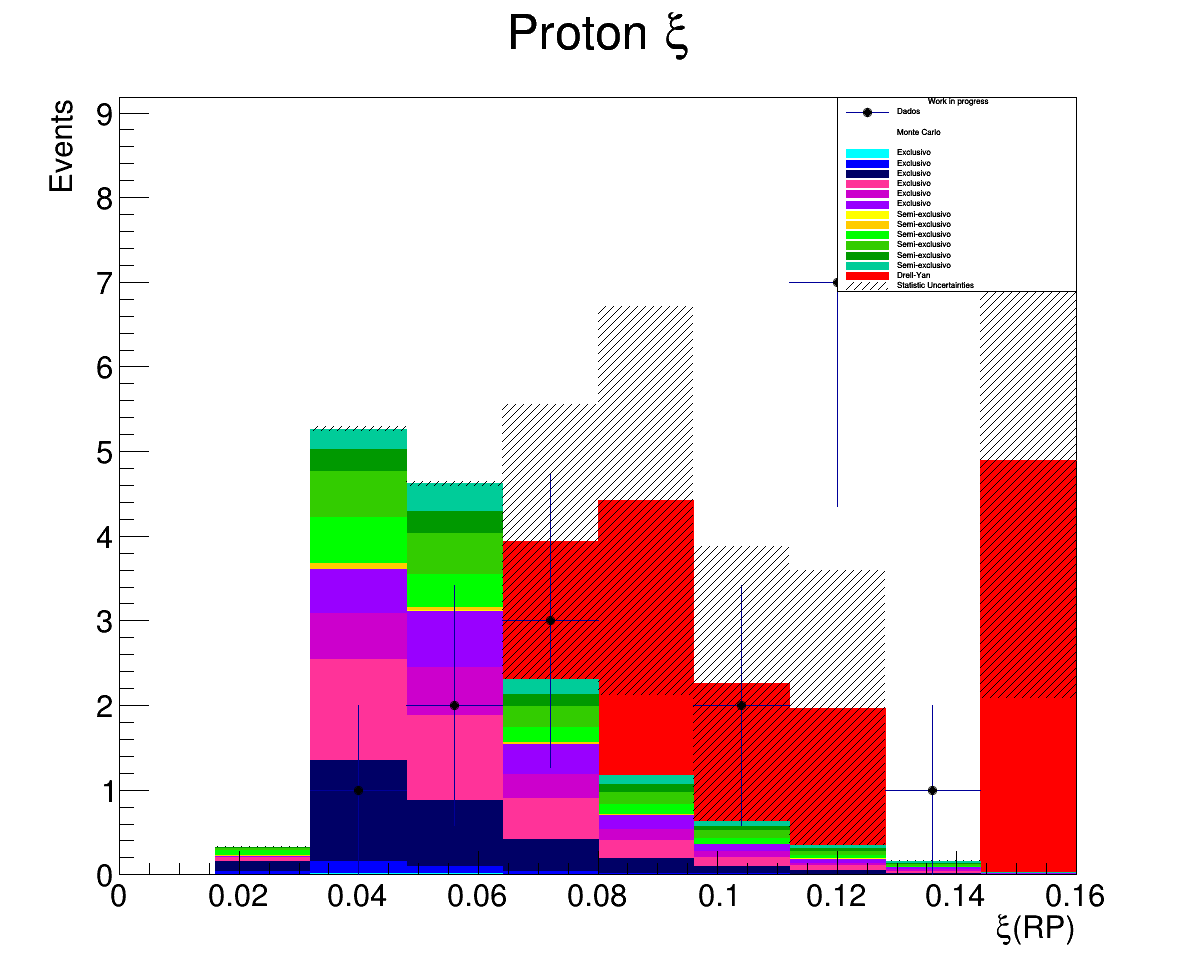 Proton ξ
Events
9
8
7
6
5
4
3
2
1
0
0 0.02 0.04 0.06 0.08 0.1 0.12 0.14 0.16
ξ(RP)
Work in progress
Dados
Monte Carlo
Exclusivo
Exclusivo
Exclusivo
Exclusivo
Exclusivo
Exclusivo
Semi-exclusivo
Semi-exclusivo
Semi-exclusivo
Semi-exclusivo
Semi-exclusivo
Semi-exclusivo
Drell-Yan
Statistic Uncertainties